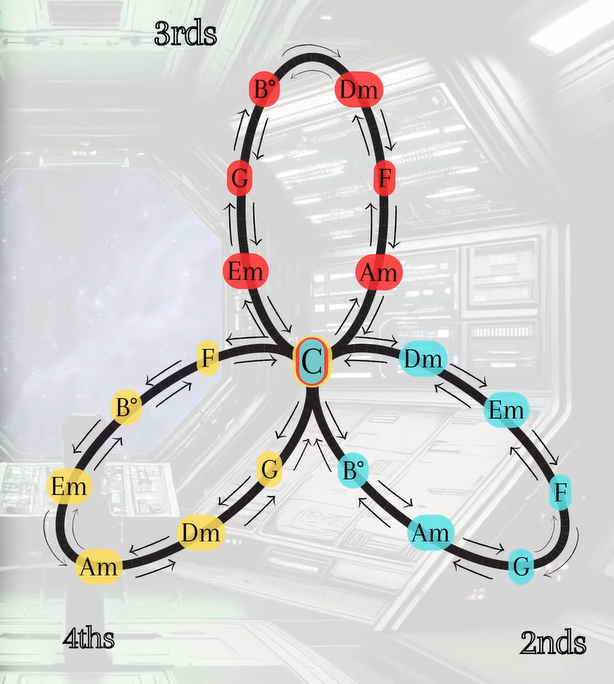 3rds
B° Dm
G F
Em Am
C
F Dm
B° Em
G B°
Em F
Dm Am
Am G
4ths
2nds